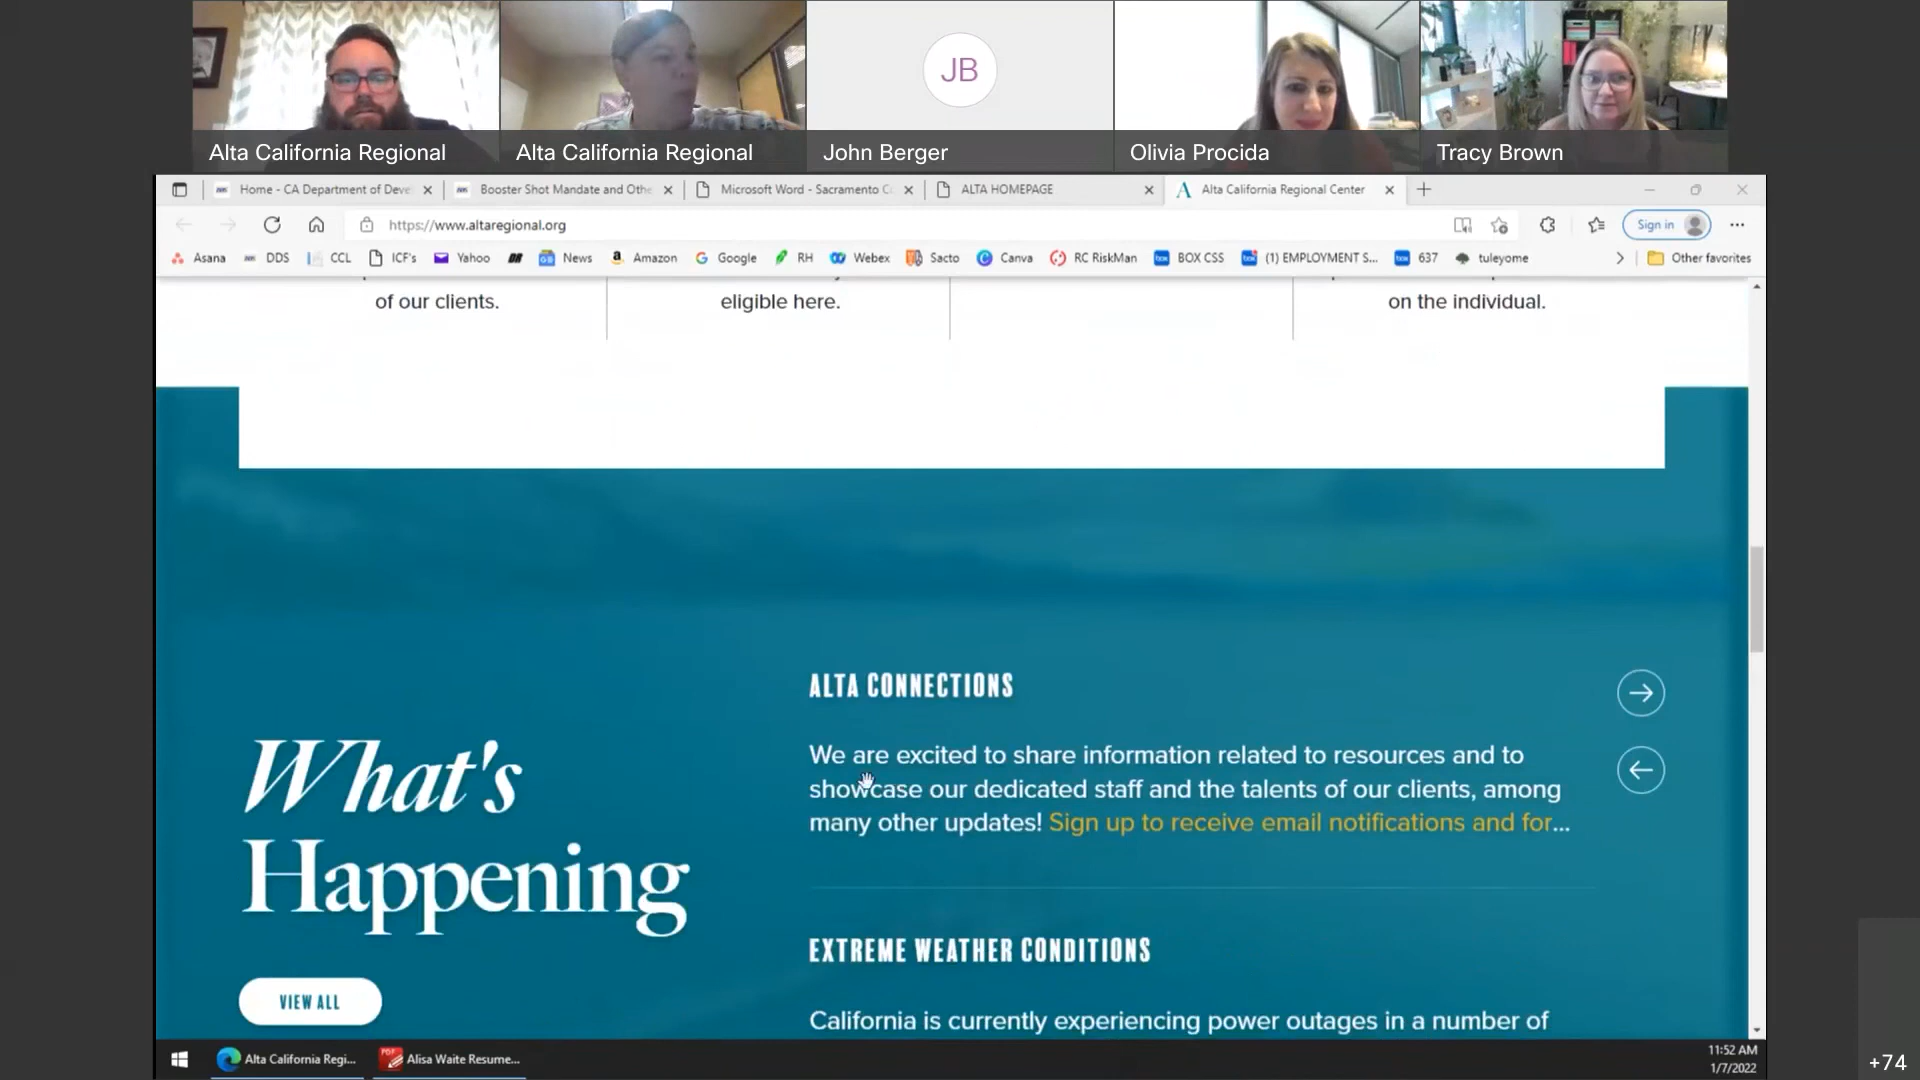 JB
Alta California Regional
Alta California Regional
John Berger
Olivia Procida
Tracy Brown
Home - CA Department of Deve
Booster Shot Mandate and Othe
Microsoft Word - Sacramento C
ALTA HOMEPAGE
Alta California Regional Center
https://www.altaregional.org
Sign in
Asana
DDS
CCL
ICF's
Yahoo
News
Amazon
Google
RH
Webex
Sacto
Canva
RC RiskMan
BOX CSS
(1) EMPLOYMENT S...
637
tuleyome
Other favorites
of our clients.
eligible here.
on the individual.
What's
Happening
VIEW ALL
ALTA CONNECTIONS
We are excited to share information related to resources and to
showcase our dedicated staff and the talents of our clients, among
many other updates! Sign up to receive email notifications and for...
EXTREME WEATHER CONDITIONS
California is currently experiencing power outages in a number of
Alta California Regi...
Alisa Waite Resume...
11:52 AM
1/7/2022
+74